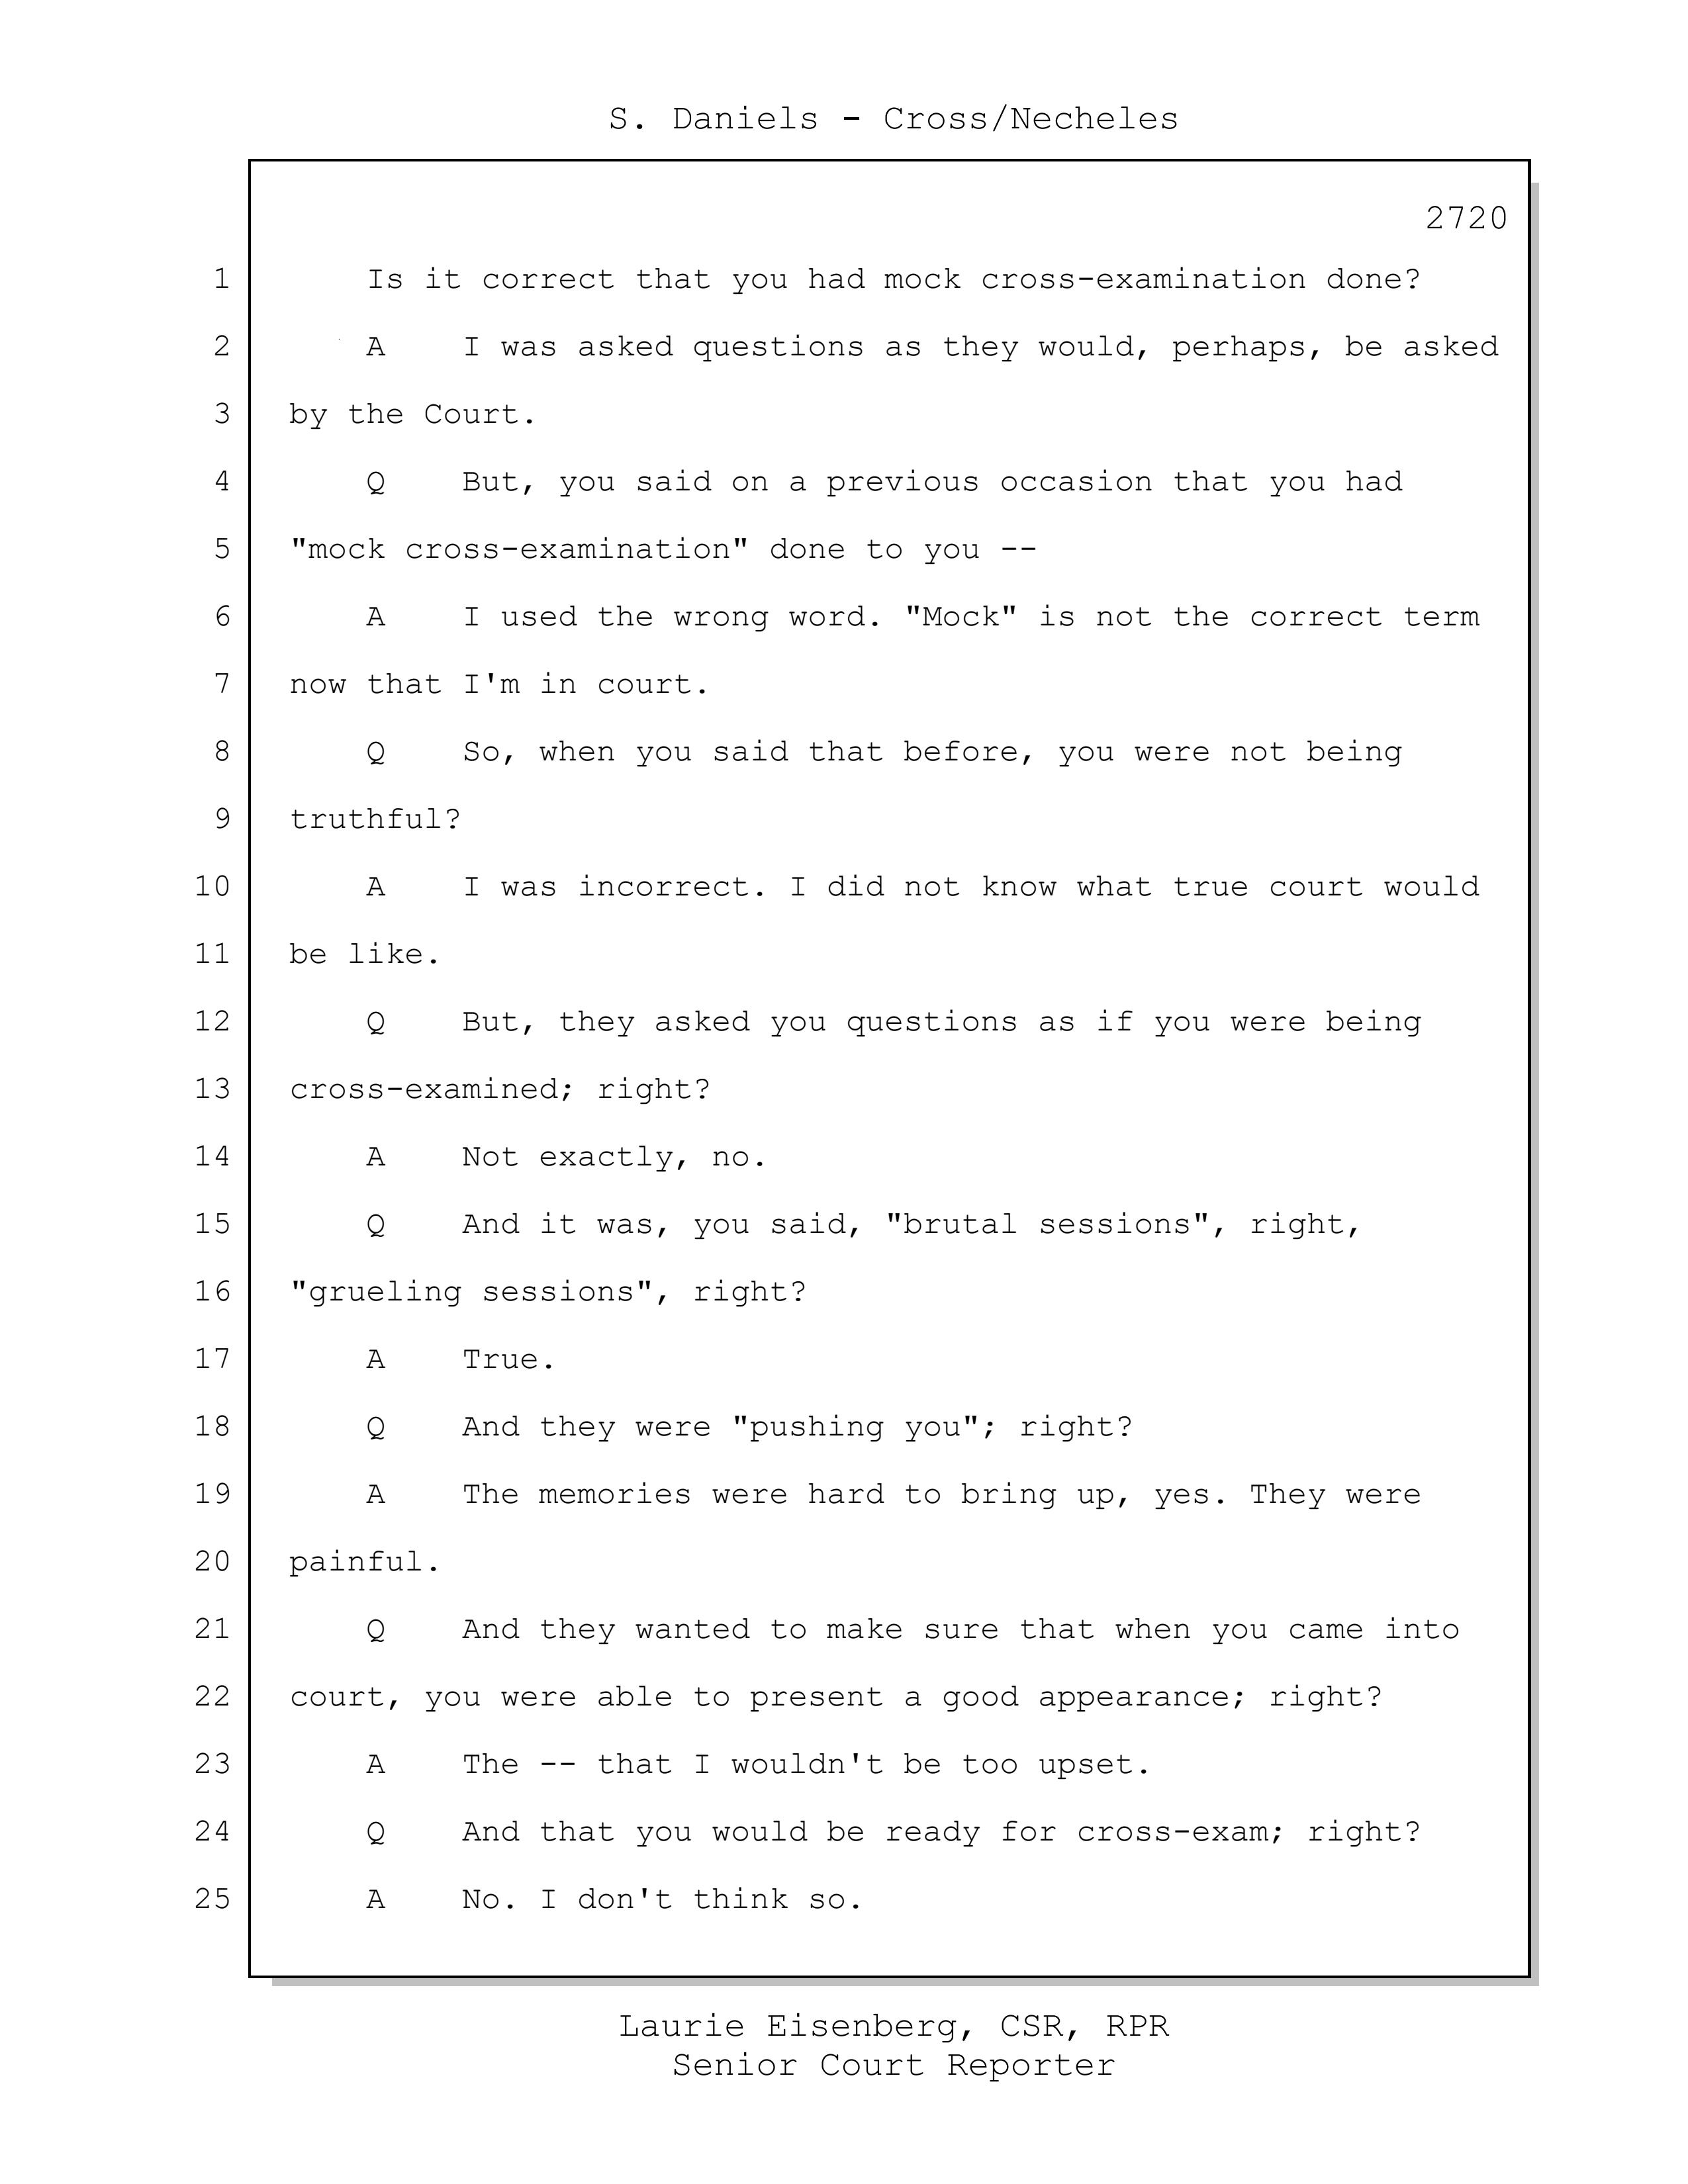 S. Daniels - Cross/Necheles
2720
1 Is it correct that you had mock cross-examination done?
2 A I was asked questions as they would, perhaps, be asked
3 by the Court.
4 Q But, you said on a previous occasion that you had
5 "mock cross-examination" done to you --
6 A I used the wrong word. "Mock" is not the correct term
7 now that I'm in court.
8 Q So, when you said that before, you were not being
9 truthful?
10 A I was incorrect. I did not know what true court would
11 be like.
12 Q But, they asked you questions as if you were being
13 cross-examined; right?
14 A Not exactly, no.
15 Q And it was, you said, "brutal sessions", right,
16 "grueling sessions", right?
17 A True.
18 Q And they were "pushing you"; right?
19 A The memories were hard to bring up, yes. They were
20 painful.
21 Q And they wanted to make sure that when you came into
22 court, you were able to present a good appearance; right?
23 A The -- that I wouldn't be too upset.
24 Q And that you would be ready for cross-exam; right?
25 A No. I don't think so.
Laurie Eisenberg, CSR, RPR
Senior Court Reporter